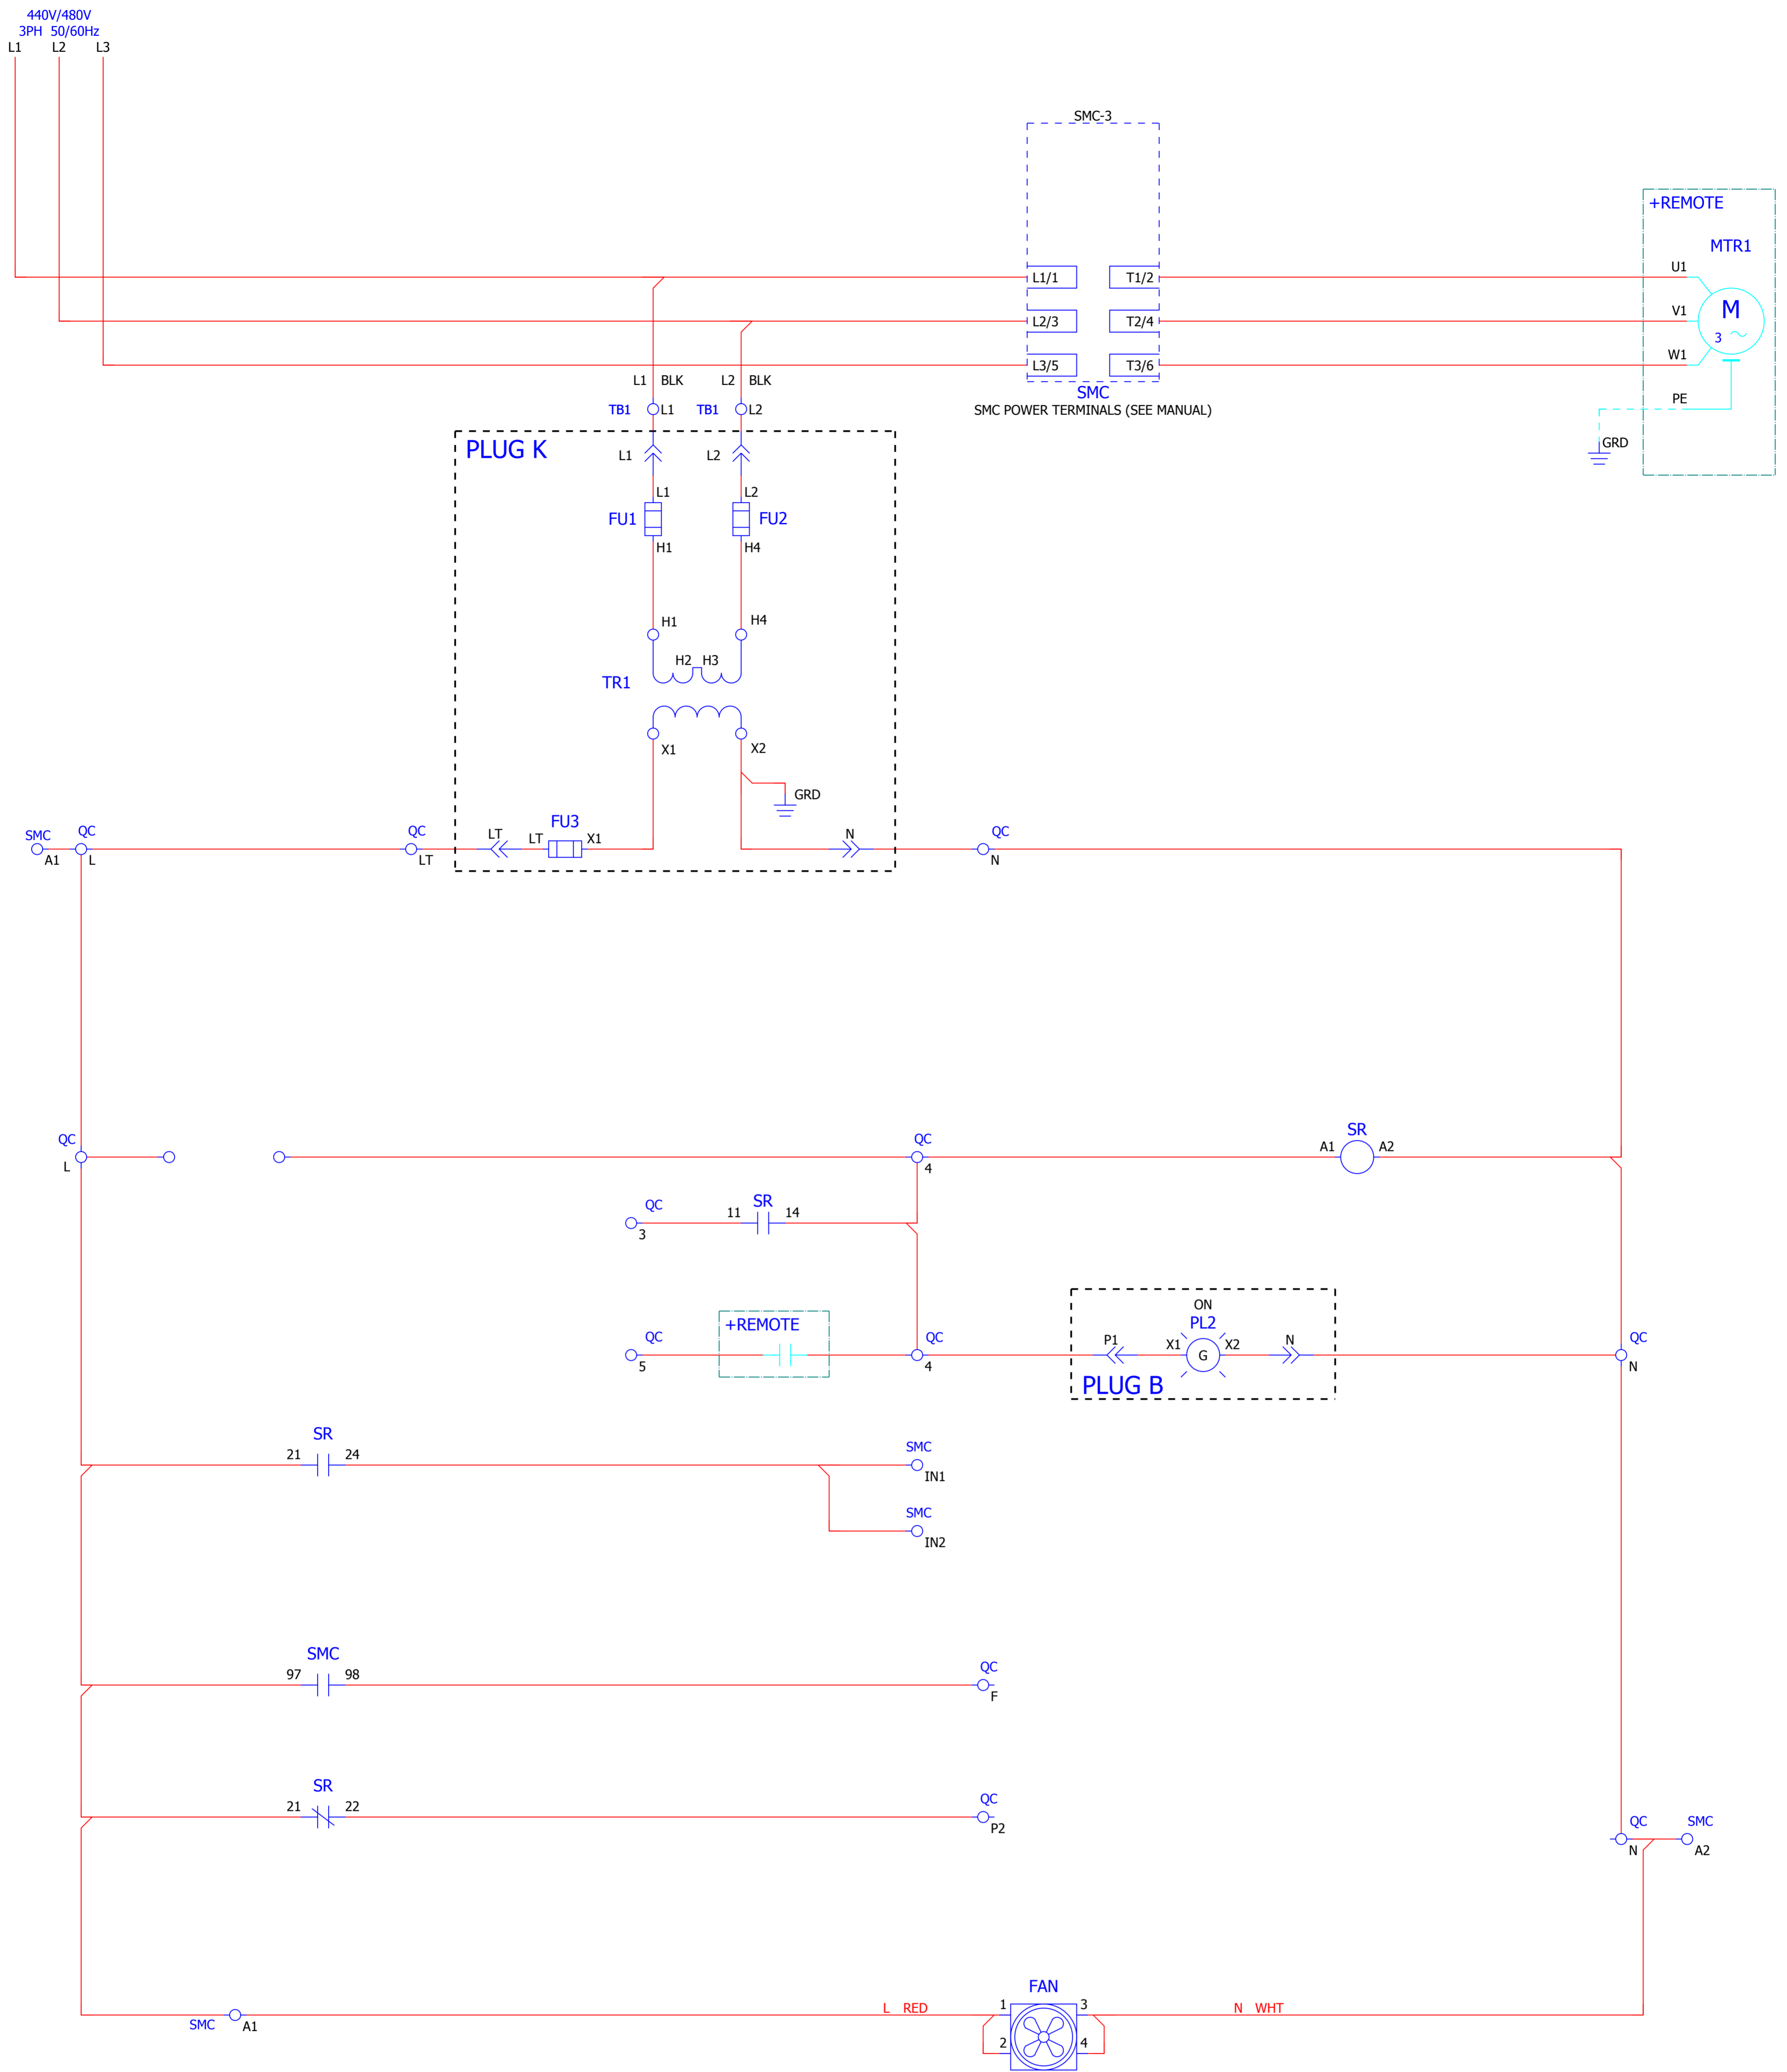 440V/480V
3PH 50/60Hz
L1 L2 L3
SMC-3
+REMOTE
MTR1
L1/1 T1/2 U1
L2/3 T2/4 V1
M
3
L3/5 T3/6 W1
L1 BLK L2 BLK
SMC
PE
TB1 L1 TB1 L2
SMC POWER TERMINALS (SEE MANUAL)
GRD
PLUG K
L1 L2
L1 L2
FU1 FU2
H1 H4
H1 H4
H2 H3
TR1
X1 X2
GRD
SMC QC QC FU3 QC
LT LT X1 N
A1 L LT N
QC QC SR
A1 A2
L 4
QC SR
11 14
3
ON
+REMOTE PL2
QC QC P1 X1 X2 N QC
G
5 4 N
PLUG B
SR SMC
21 24
IN1
SMC
IN2
SMC QC
97 98
F
SR QC
21 22
P2
QC SMC
N A2
FAN
L RED 1 3 N WHT
SMC A1
2 4